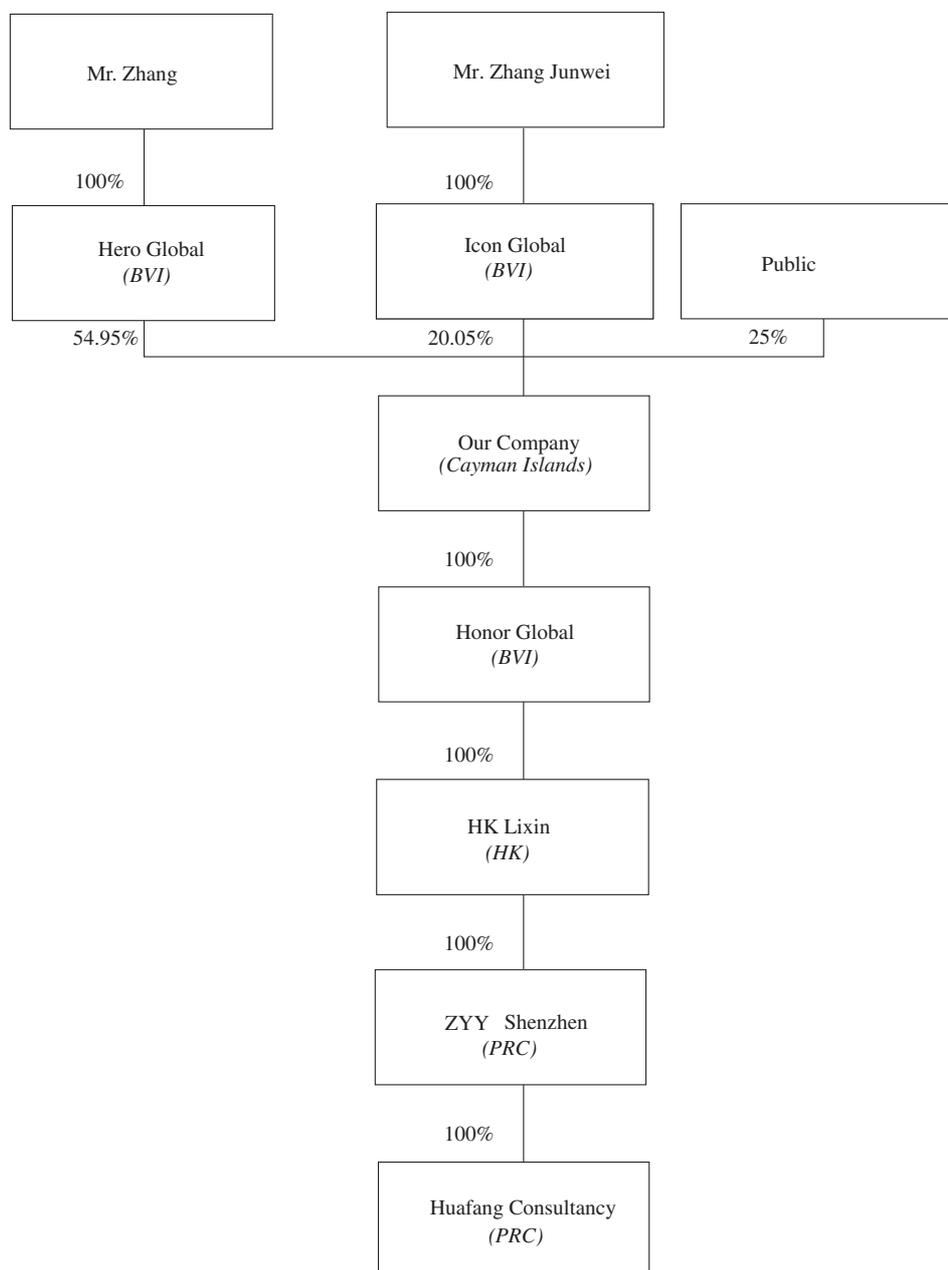 Mr. Zhang
Mr. Zhang Junwei
100%
100%
Hero Global
(BVI)
Icon Global
(BVI)
Public
54.95%
20.05%
25%
Our Company
(Cayman Islands)
100%
Honor Global
(BVI)
100%
HK Lixin
(HK)
100%
ZYY Shenzhen
(PRC)
100%
Huafang Consultancy
(PRC)